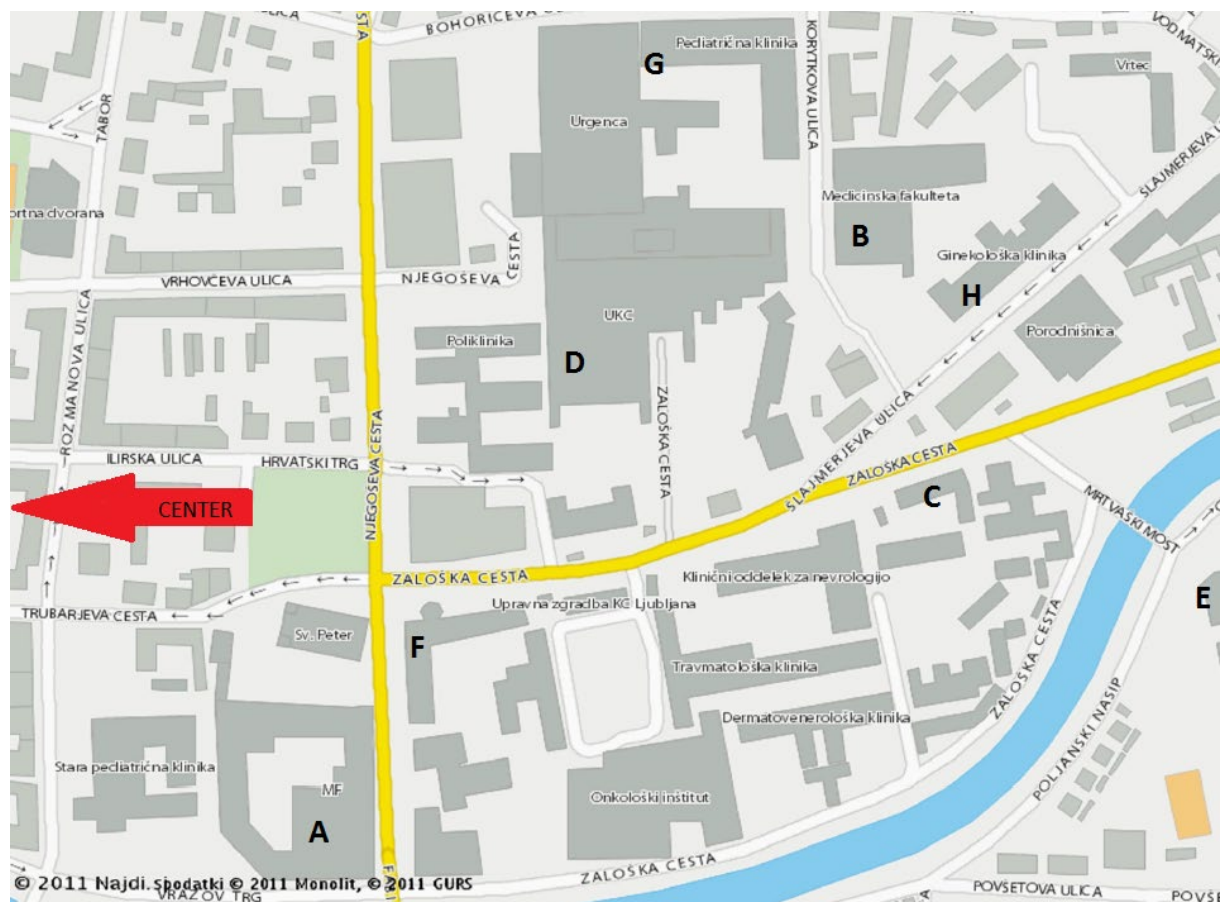 BOHORIČEVA UL
VODMATSKI
STA
Pediatrična klinika
G
KORYTKOVA ULICA
Vrtec
TABOR
Urgenca
ŠLAJMERJEVA U
Medicinska fakulteta
ortna dvorana
B
Ginekološka klinika
VRHOVČEVA ULICA
NJEGOŠEVA CESTA
H
UKC
Porodnišnica
Poliklinika
D
ROZMANOVA ULICA
ZALOŠKA CESTA
ŠLAJMERJEVA ULICA
ILIRSKA ULICA
HRVATSKI TRG
NJEGOŠEVA CESTA
ZALOŠKA CESTA
CENTER
C
MRTVAŠKI MOST
ZALOŠKA CESTA
Klinični oddelek za nevrologijo
TRUBARJEVA CESTA
Upravna zgradba KC Ljubljana
E
Sv. Peter
F
Travmatološka klinika
ZALOŠKA CESTA
Dermatovenerološka klinika
POLJANSKI NASIP
Stara pediatrična klinika
MF
Onkološki inštitut
A
ZALOŠKA CESTA
© 2011 Najdi.si podatki © 2011 Monolit, © 2011 GURS
VRAZOV TRG
POVŠETOVA ULICA
POVŠE